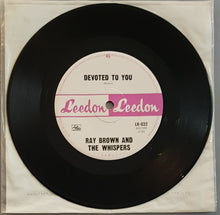 DEVOTED TO YOU
Leedon Leedon
LK-832
RAY BROWN AND
THE WHISPERS